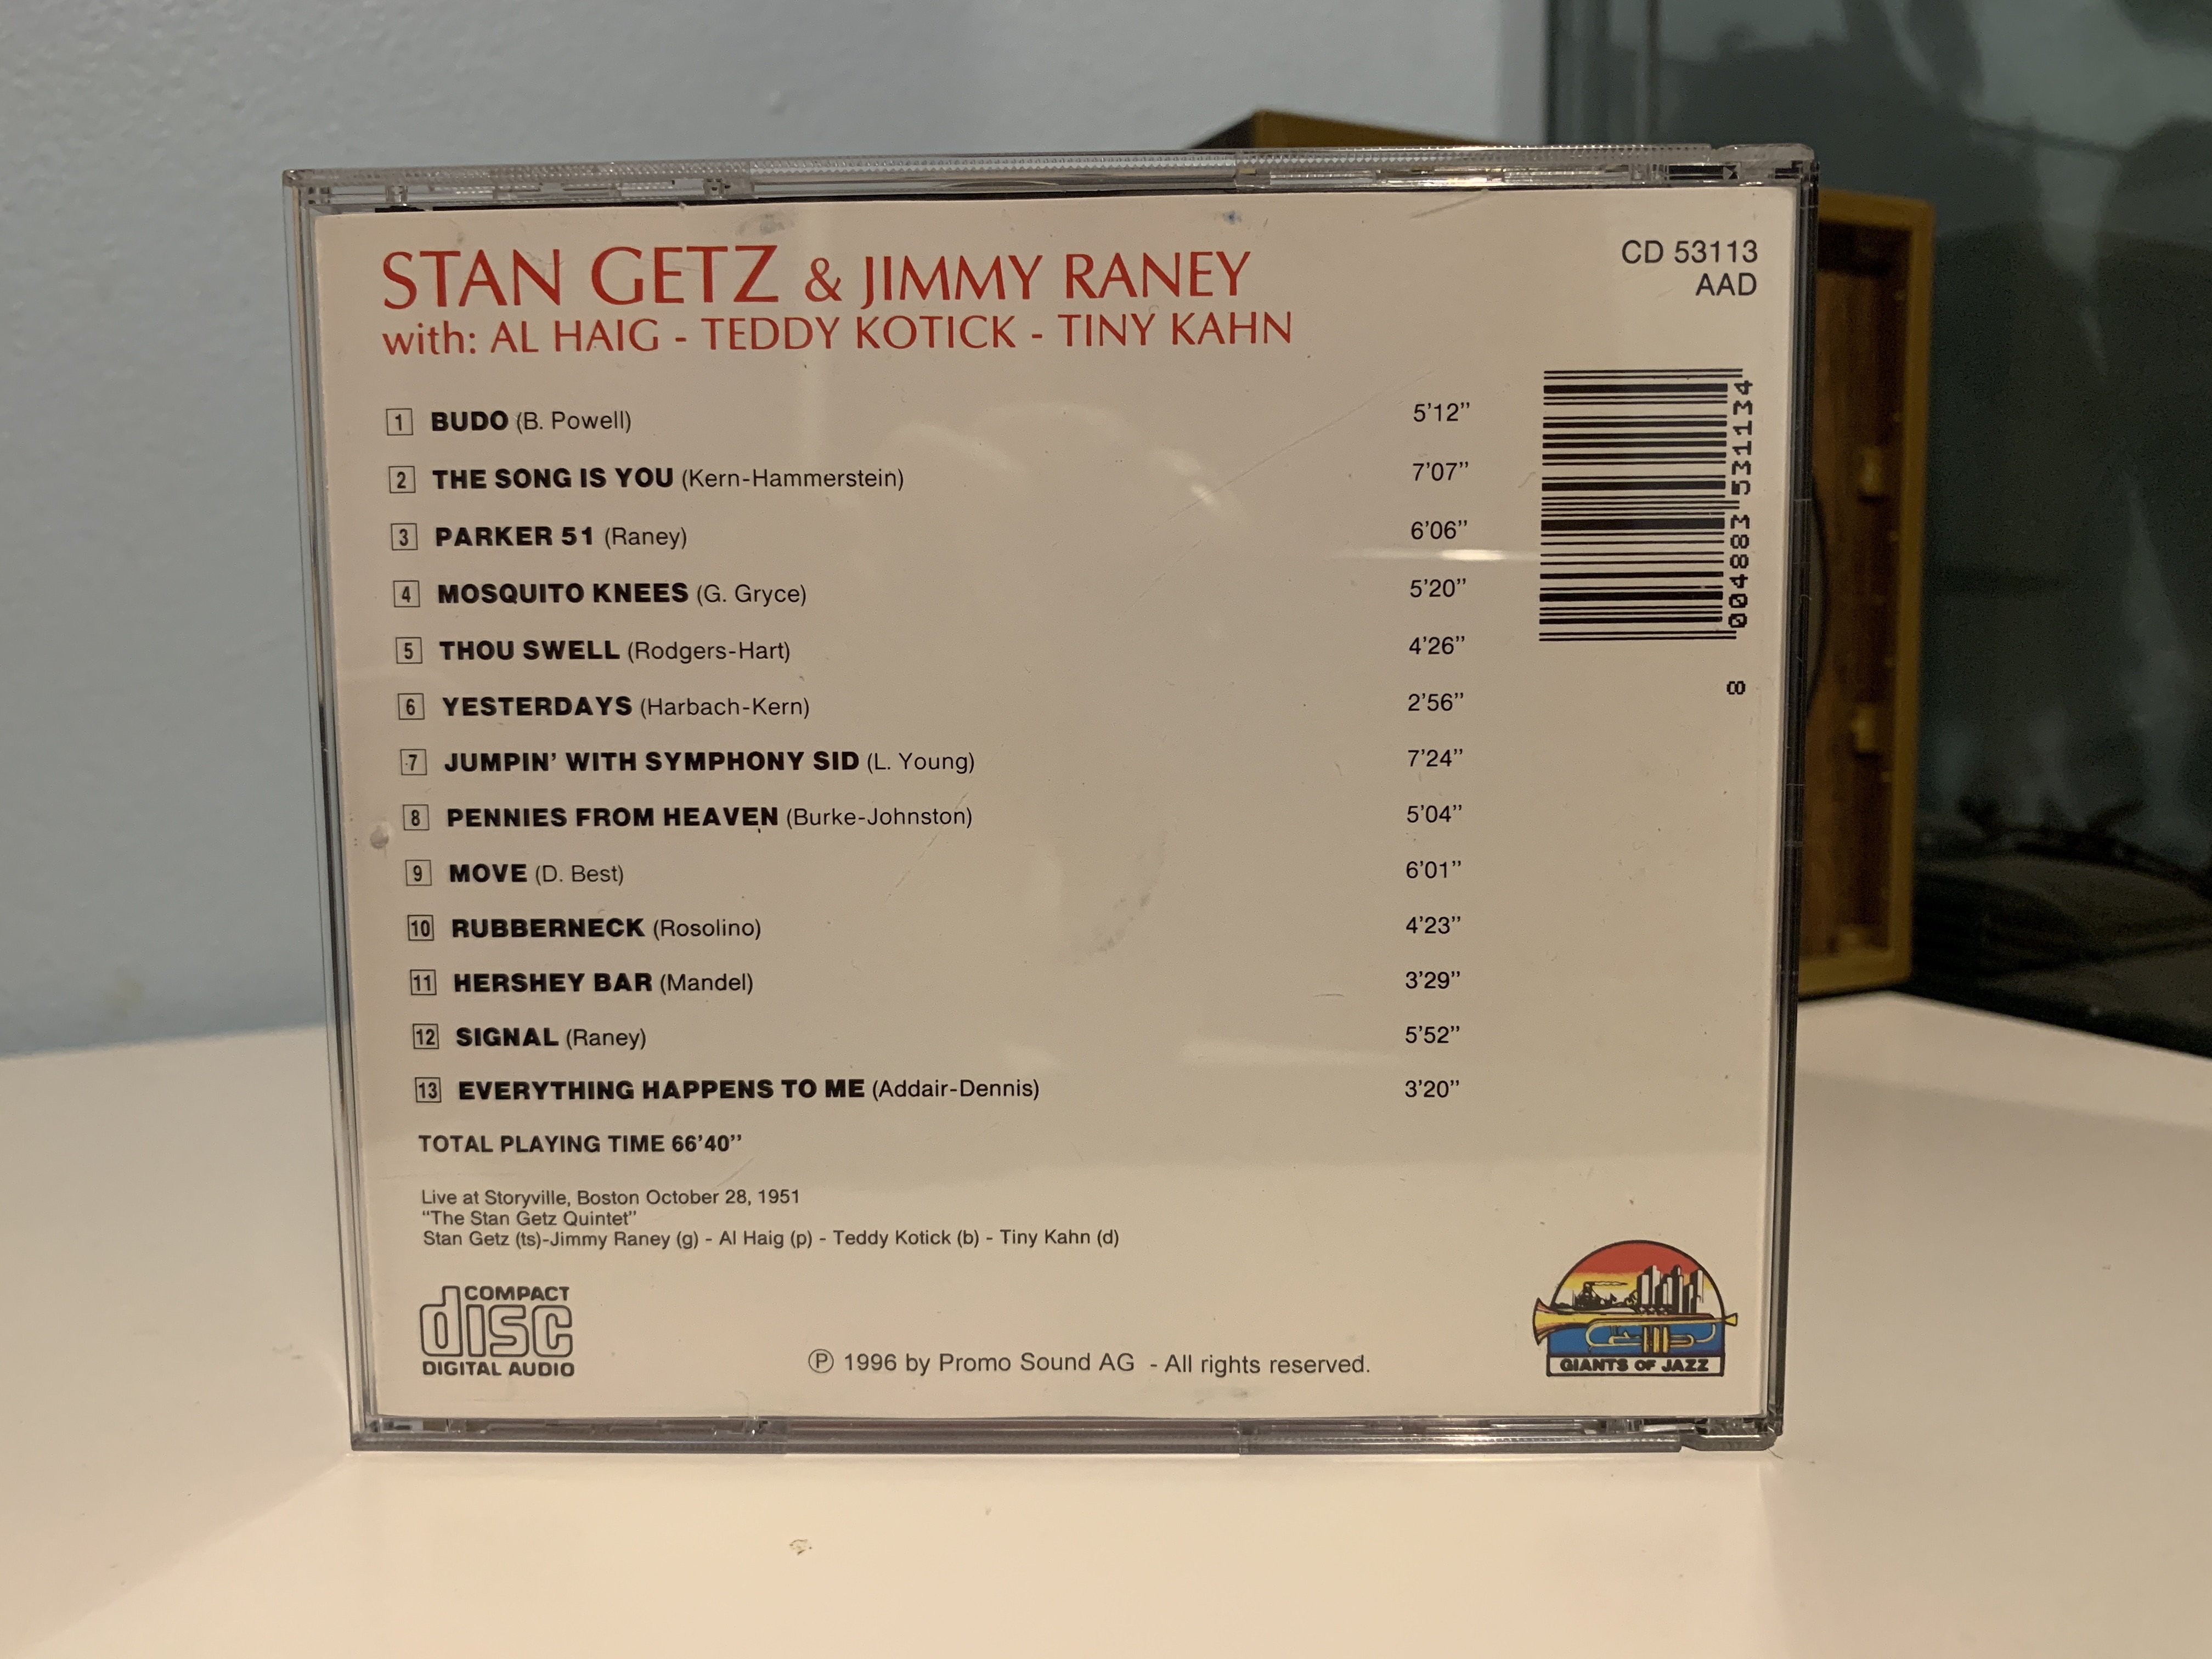 STAN GETZ & JIMMY RANEY
with: AL HAIG - TEDDY KOTICK - TINY KAHN
CD 53113
AAD
1 BUDO (B. Powell) 5'12"
2 THE SONG IS YOU (Kern-Hammerstein) 7'07"
3 PARKER 51 (Raney) 6'06"
4 MOSQUITO KNEES (G. Gryce) 5'20"
5 THOU SWELL (Rodgers-Hart) 4'26"
6 YESTERDAYS (Harbach-Kern) 2'56"
7 JUMPIN' WITH SYMPHONY SID (L. Young) 7'24"
8 PENNIES FROM HEAVEN (Burke-Johnston) 5'04"
9 MOVE (D. Best) 6'01"
10 RUBBERNECK (Rosolino) 4'23"
11 HERSHEY BAR (Mandel) 3'29"
12 SIGNAL (Raney) 5'52"
13 EVERYTHING HAPPENS TO ME (Addair-Dennis) 3'20"
TOTAL PLAYING TIME 66'40"
8 004883 531134
Live at Storyville, Boston October 28, 1951
"The Stan Getz Quintet"
Stan Getz (ts)-Jimmy Raney (g) - Al Haig (p) - Teddy Kotick (b) - Tiny Kahn (d)
COMPACT
disc
DIGITAL AUDIO
℗ 1996 by Promo Sound AG - All rights reserved.
GIANTS OF JAZZ